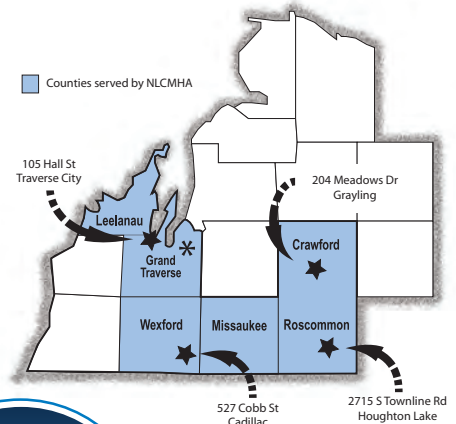 Counties served by NLCMHA
105 Hall St
Traverse City
204 Meadows Dr
Grayling
Leelanau
Grand
Traverse
*
Crawford
Wexford
Missaukee
Roscommon
527 Cobb St
Cadillac
2715 S Townline Rd
Houghton Lake